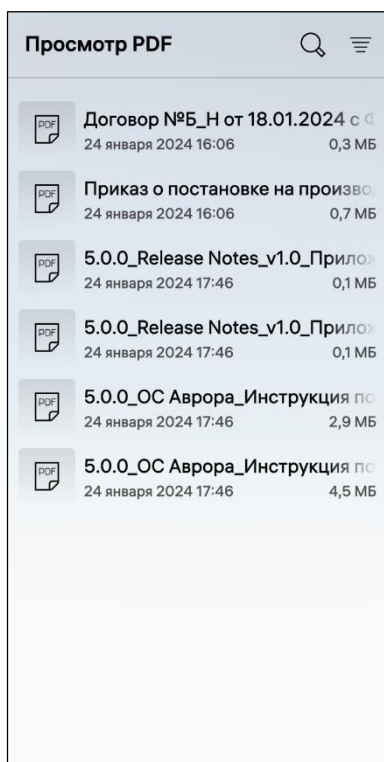 Просмотр PDF
PDF
Договор №Б_Н от 18.01.2024 с
24 января 2024 16:06 0,3 МБ
PDF
Приказ о постановке на произво
24 января 2024 16:06 0,7 МБ
PDF
5.0.0_Release Notes_v1.0_Прилож
24 января 2024 17:46 0,1 МБ
PDF
5.0.0_Release Notes_v1.0_Прилож
24 января 2024 17:46 0,1 МБ
PDF
5.0.0_ОС Аврора_Инструкция по
24 января 2024 17:46 2,9 МБ
PDF
5.0.0_ОС Аврора_Инструкция по
24 января 2024 17:46 4,5 МБ